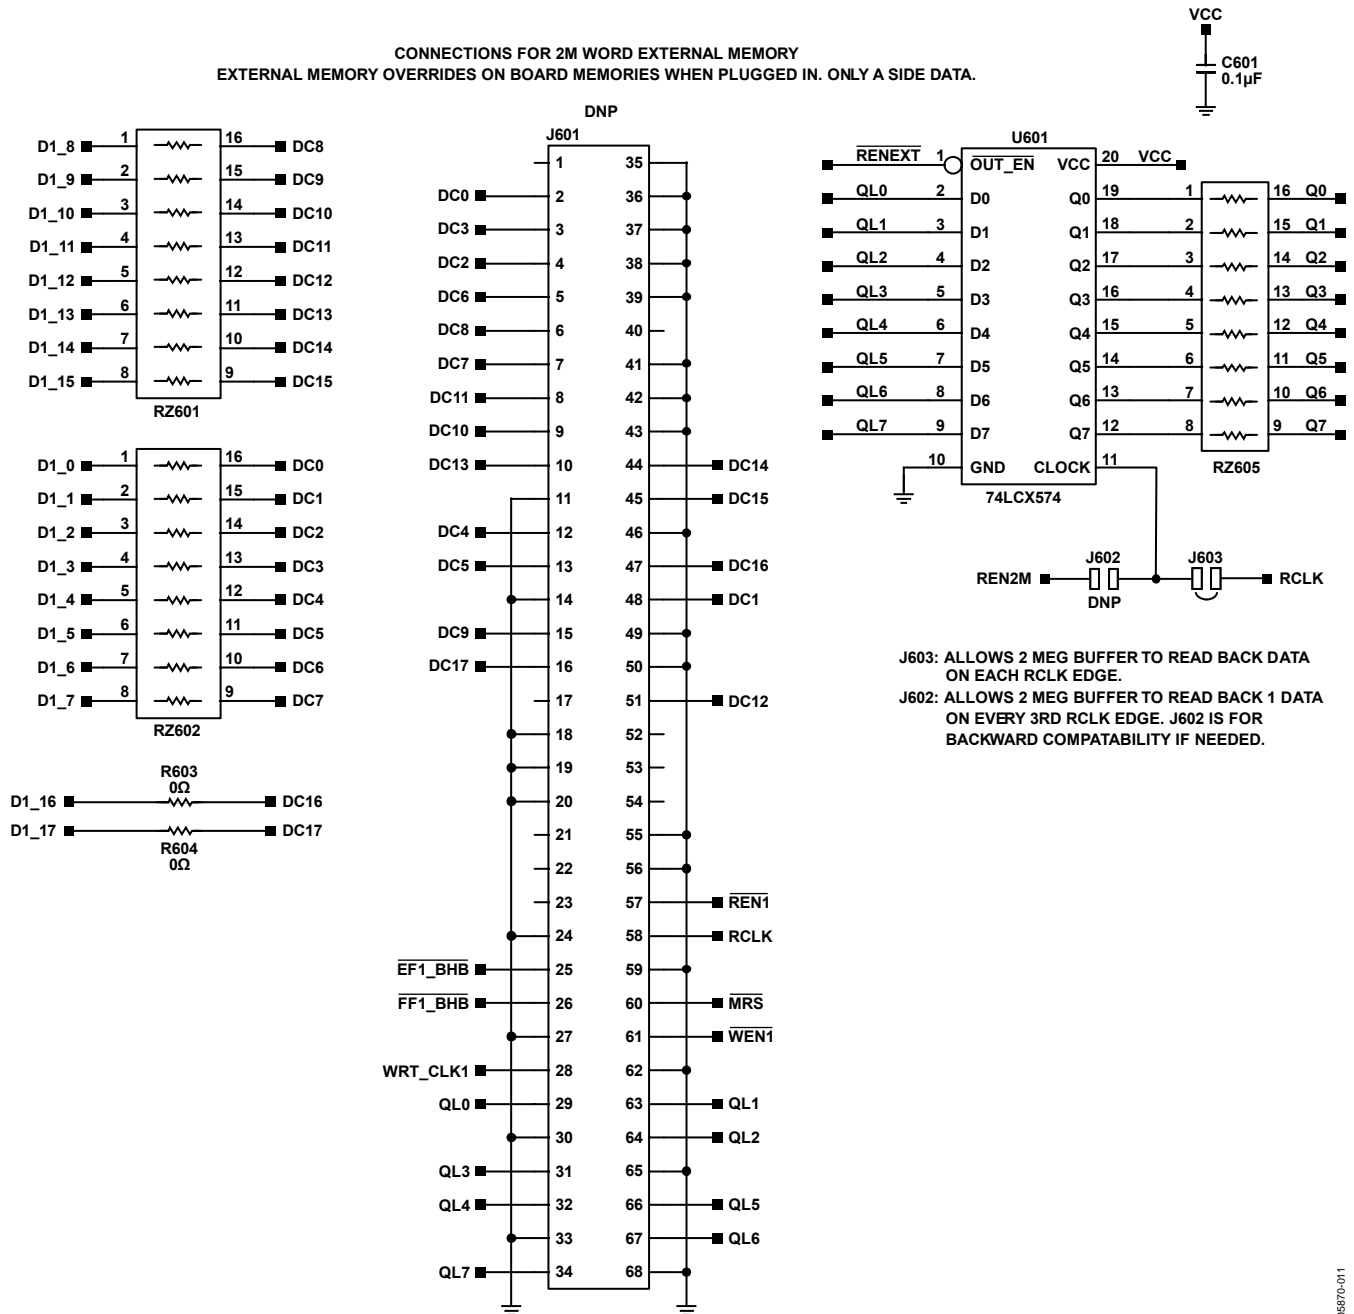 VCC
C601
0.1µF
CONNECTIONS FOR 2M WORD EXTERNAL MEMORY
EXTERNAL MEMORY OVERRIDES ON BOARD MEMORIES WHEN PLUGGED IN. ONLY A SIDE DATA.
D1_8 1 16 DC8
D1_9 2 15 DC9
D1_10 3 14 DC10
D1_11 4 13 DC11
D1_12 5 12 DC12
D1_13 6 11 DC13
D1_14 7 10 DC14
D1_15 8 9 DC15
RZ601
D1_0 1 16 DC0
D1_1 2 15 DC1
D1_2 3 14 DC2
D1_3 4 13 DC3
D1_4 5 12 DC4
D1_5 6 11 DC5
D1_6 7 10 DC6
D1_7 8 9 DC7
RZ602
R603
0Ω
D1_16 DC16
D1_17 DC17
R604
0Ω
DNP
J601
1 35
DC0 2 36
DC3 3 37
DC2 4 38
DC6 5 39
DC8 6 40
DC7 7 41
DC11 8 42
DC10 9 43
DC13 10 44 DC14
11 45 DC15
DC4 12 46
DC5 13 47 DC16
14 48 DC1
DC9 15 49
DC17 16 50
17 51 DC12
18 52
19 53
20 54
21 55
22 56
23 57 REN1
24 58 RCLK
EF1_BHB 25 59
FF1_BHB 26 60 MRS
27 61 WEN1
WRT_CLK1 28 62
QL0 29 63 QL1
30 64 QL2
QL3 31 65
QL4 32 66 QL5
33 67 QL6
QL7 34 68
U601
RENEXT 1 OUT_EN VCC 20 VCC
QL0 2 D0 Q0 19 1 16 Q0
QL1 3 D1 Q1 18 2 15 Q1
QL2 4 D2 Q2 17 3 14 Q2
QL3 5 D3 Q3 16 4 13 Q3
QL4 6 D4 Q4 15 5 12 Q4
QL5 7 D5 Q5 14 6 11 Q5
QL6 8 D6 Q6 13 7 10 Q6
QL7 9 D7 Q7 12 8 9 Q7
10 GND CLOCK 11
RZ605
74LCX574
J602 J603
REN2M RCLK
DNP
J603: ALLOWS 2 MEG BUFFER TO READ BACK DATA
ON EACH RCLK EDGE.
J602: ALLOWS 2 MEG BUFFER TO READ BACK 1 DATA
ON EVERY 3RD RCLK EDGE. J602 IS FOR
BACKWARD COMPATABILITY IF NEEDED.